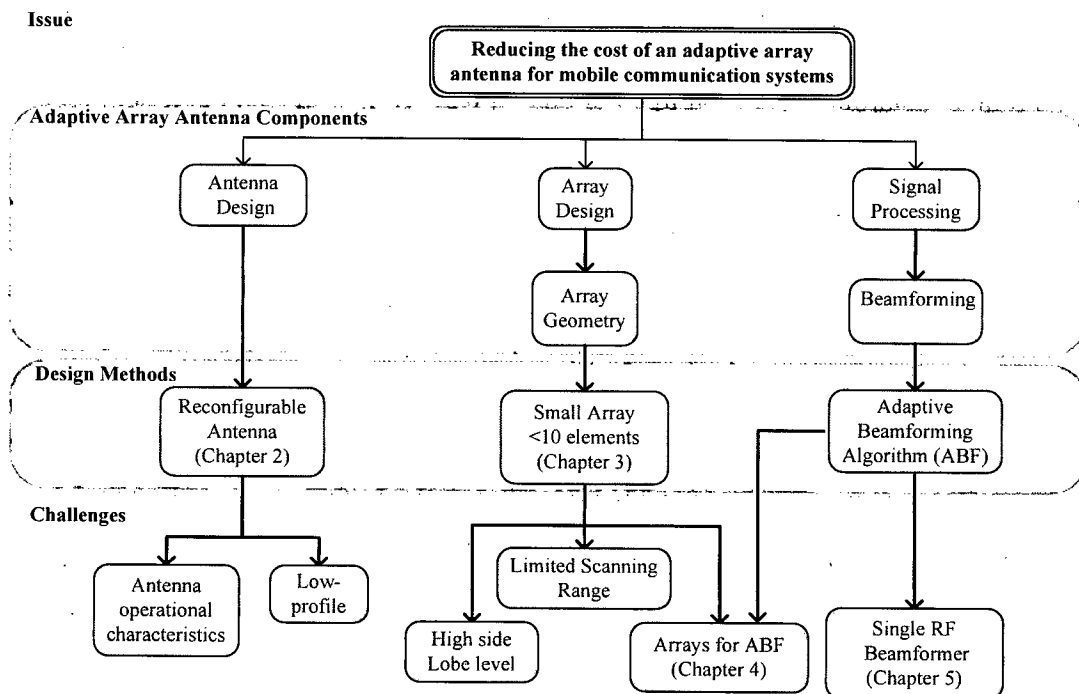 Issue
Reducing the cost of an adaptive array
antenna for mobile communication systems
Adaptive Array Antenna Components
Antenna
Design
Array
Design
Signal
Processing
Array
Geometry
Beamforming
Design Methods
Reconfigurable
Antenna
(Chapter 2)
Small Array
<10 elements
(Chapter 3)
Adaptive
Beamforming
Algorithm (ABF)
Challenges
Antenna
operational
characteristics
Low-
profile
Limited Scanning
Range
High side
Lobe level
Arrays for ABF
(Chapter 4)
Single RF
Beamformer
(Chapter 5)